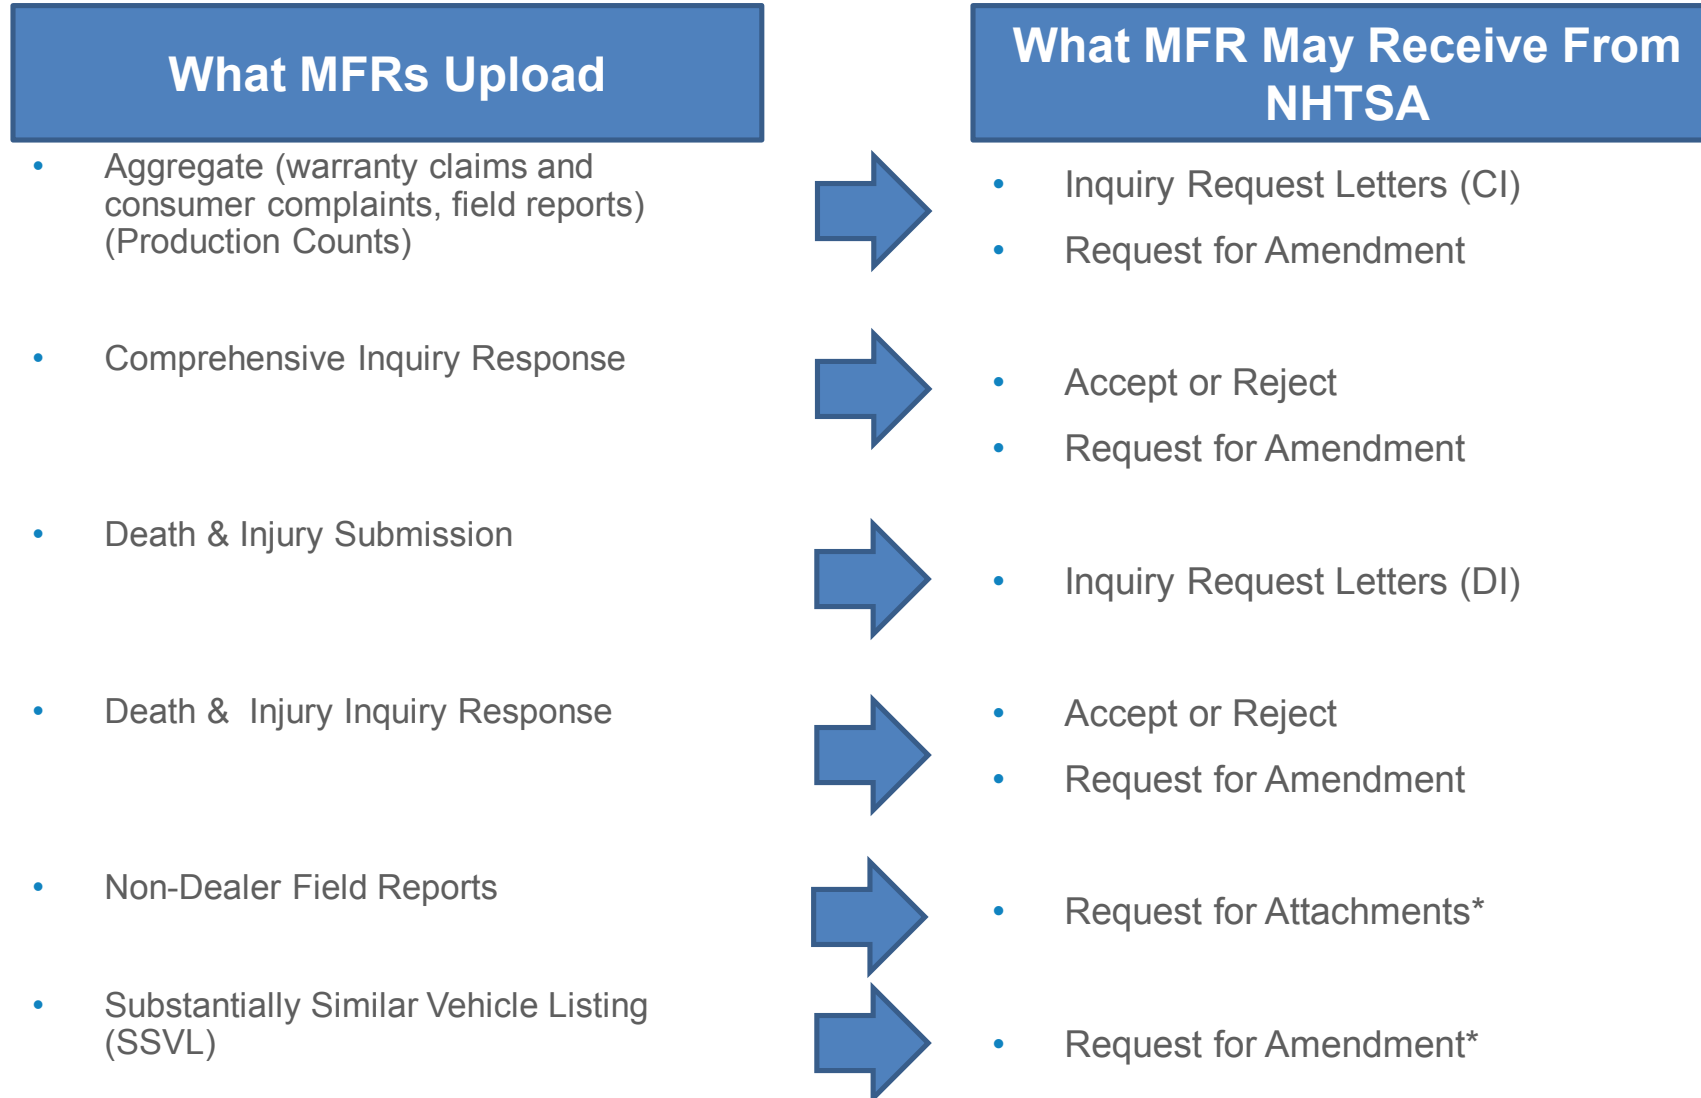 What MFRs Upload
What MFR May Receive From
NHTSA
• Aggregate (warranty claims and
consumer complaints, field reports)
(Production Counts)
• Inquiry Request Letters (CI)
• Request for Amendment
• Comprehensive Inquiry Response
• Accept or Reject
• Request for Amendment
• Death & Injury Submission
• Inquiry Request Letters (DI)
• Death &  Injury Inquiry Response
• Accept or Reject
• Request for Amendment
• Non-Dealer Field Reports
• Request for Attachments*
• Substantially Similar Vehicle Listing
(SSVL)
• Request for Amendment*